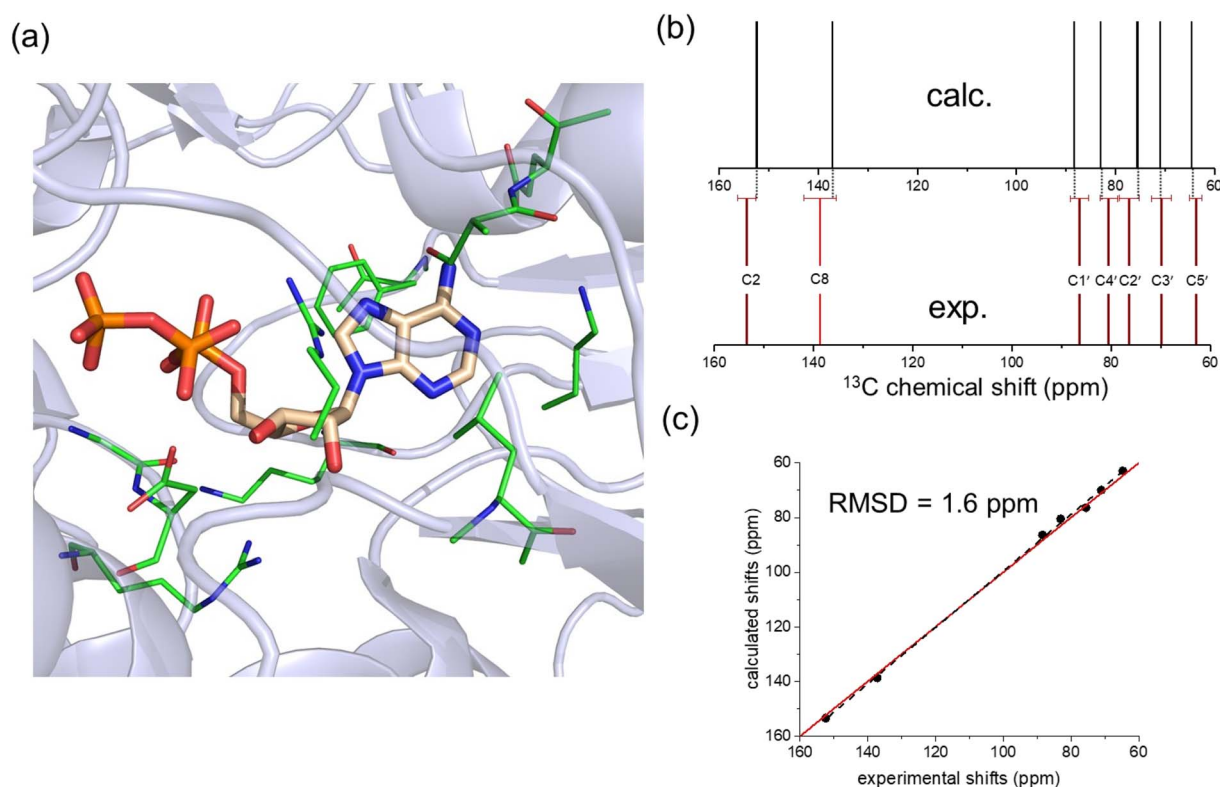 (a)
(b)
calc.
160 140 120 100 80 60
C2 C8 C1′ C4′ C2′ C3′ C5′
exp.
160 140 120 100 80 60
¹³C chemical shift (ppm)
(c)
60
80
100
120
140
160
RMSD = 1.6 ppm
calculated shifts (ppm)
160 140 120 100 80 60
experimental shifts (ppm)